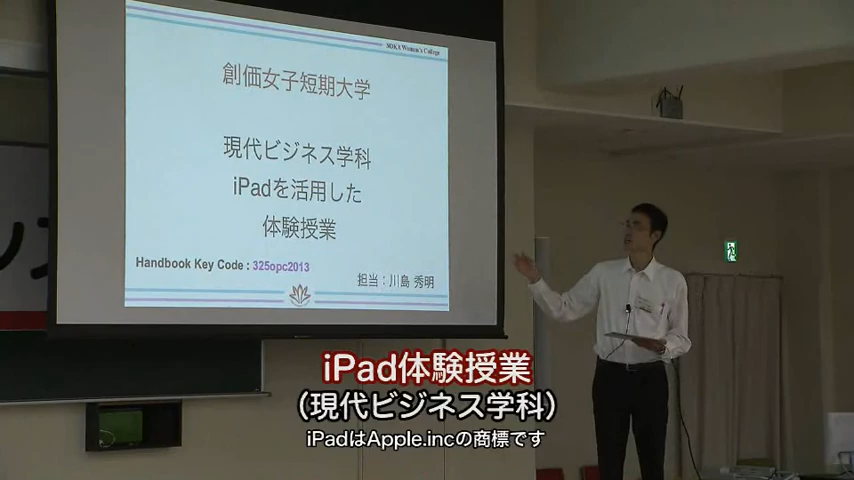 SOKA Women's College
創価女子短期大学
現代ビジネス学科
iPadを活用した
体験授業
Handbook Key Code : 325opc2013
担当：川島 秀明
iPad体験授業
（現代ビジネス学科）
iPadはApple.incの商標です